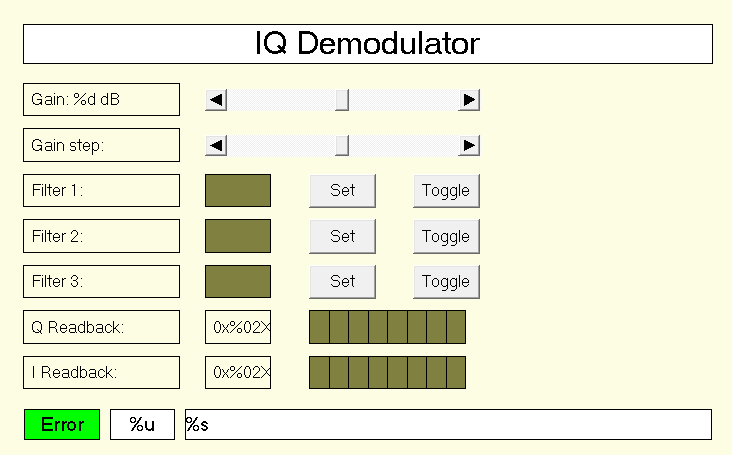 IQ Demodulator
Gain: %d dB
Gain step:
Filter 1: Set Toggle
Filter 2: Set Toggle
Filter 3: Set Toggle
Q Readback: 0x%02X
I Readback: 0x%02X
Error %u %s